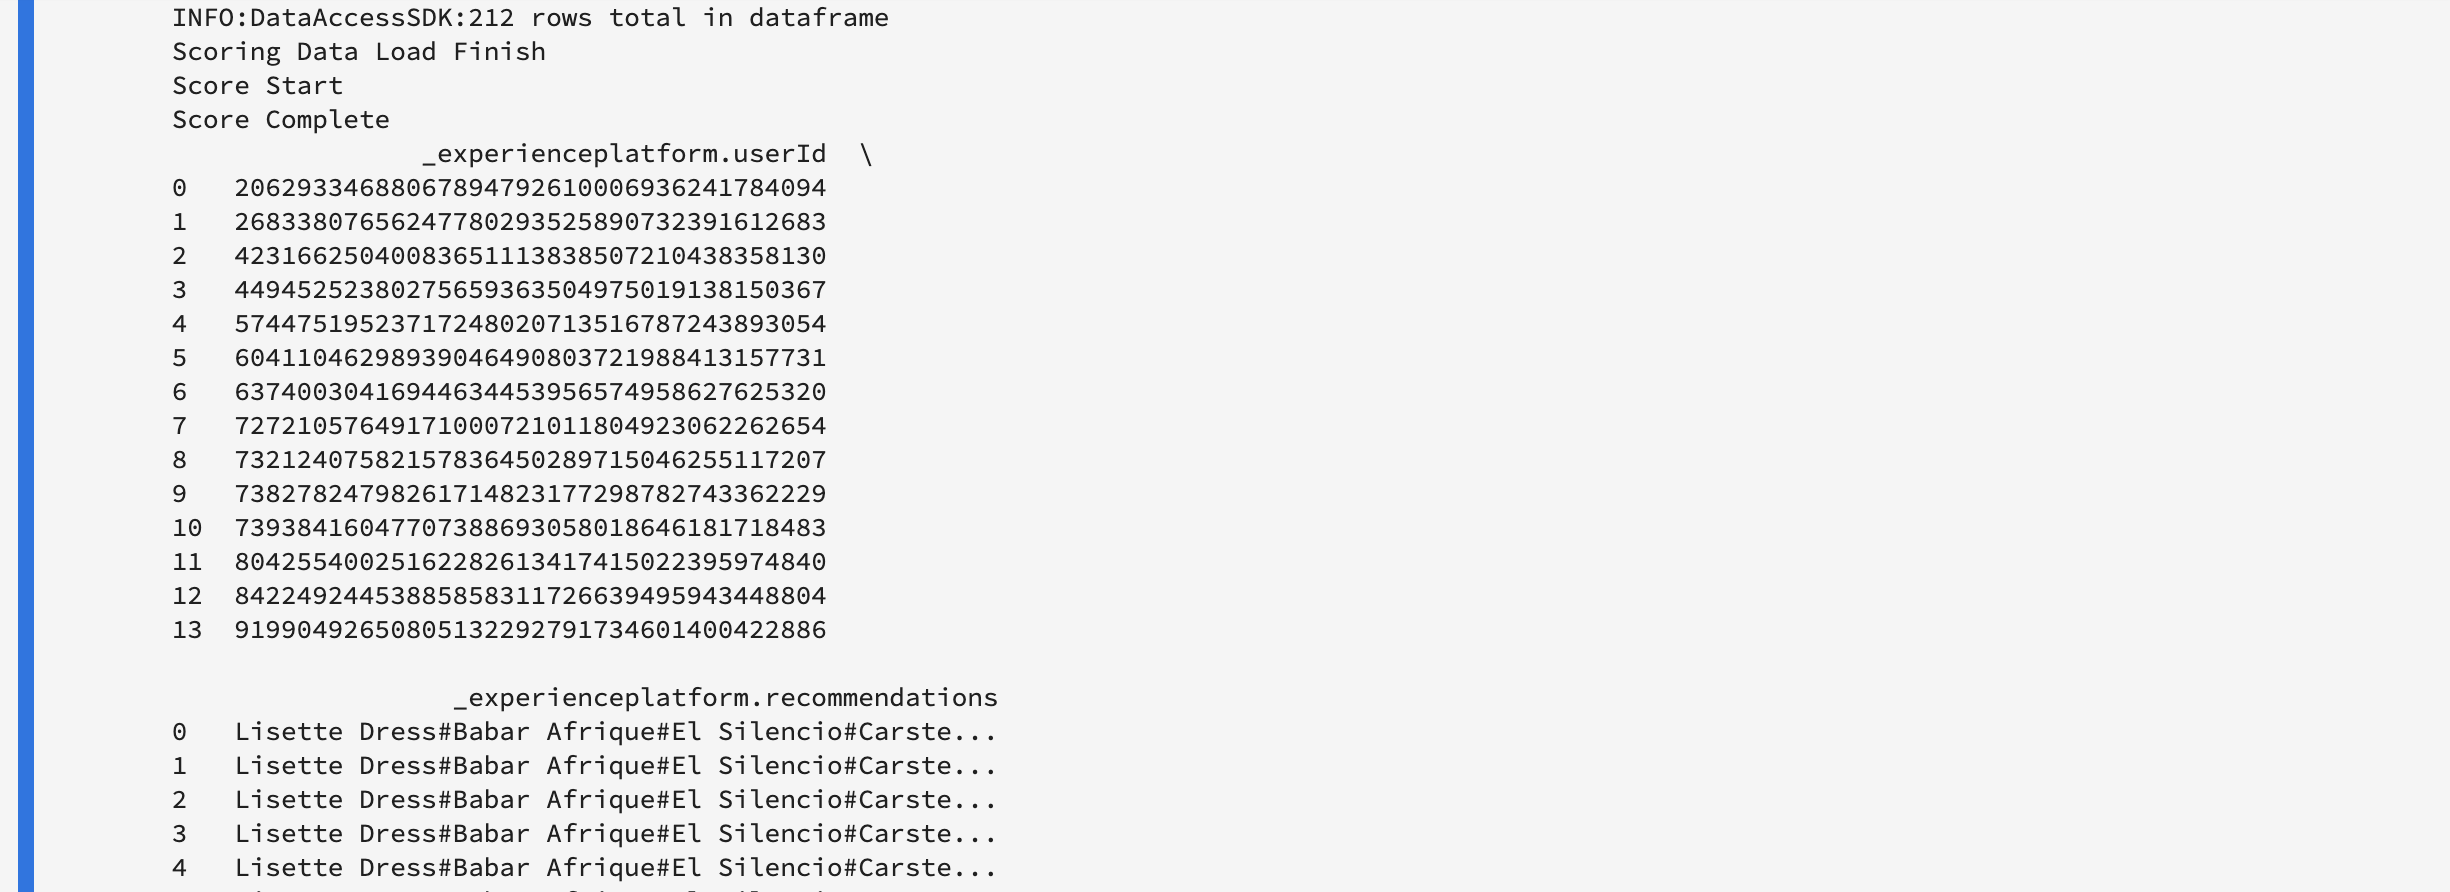 INFO:DataAccessSDK:212 rows total in dataframe
Scoring Data Load Finish
Score Start
Score Complete
_experienceplatform.userId \
0 20629334688067894792610006936241784094
1 26833807656247780293525890732391612683
2 42316625040083651113838507210438358130
3 44945252380275659363504975019138150367
4 57447519523717248020713516787243893054
5 60411046298939046490803721988413157731
6 63740030416944634453956574958627625320
7 72721057649171000721011804923062262654
8 73212407582157836450289715046255117207
9 73827824798261714823177298782743362229
10 73938416047707388693058018646181718483
11 80425540025162282613417415022395974840
12 84224924453885858311726639495943448804
13 91990492650805132292791734601400422886
_experienceplatform.recommendations
0 Lisette Dress#Babar Afrique#El Silencio#Carste...
1 Lisette Dress#Babar Afrique#El Silencio#Carste...
2 Lisette Dress#Babar Afrique#El Silencio#Carste...
3 Lisette Dress#Babar Afrique#El Silencio#Carste...
4 Lisette Dress#Babar Afrique#El Silencio#Carste...